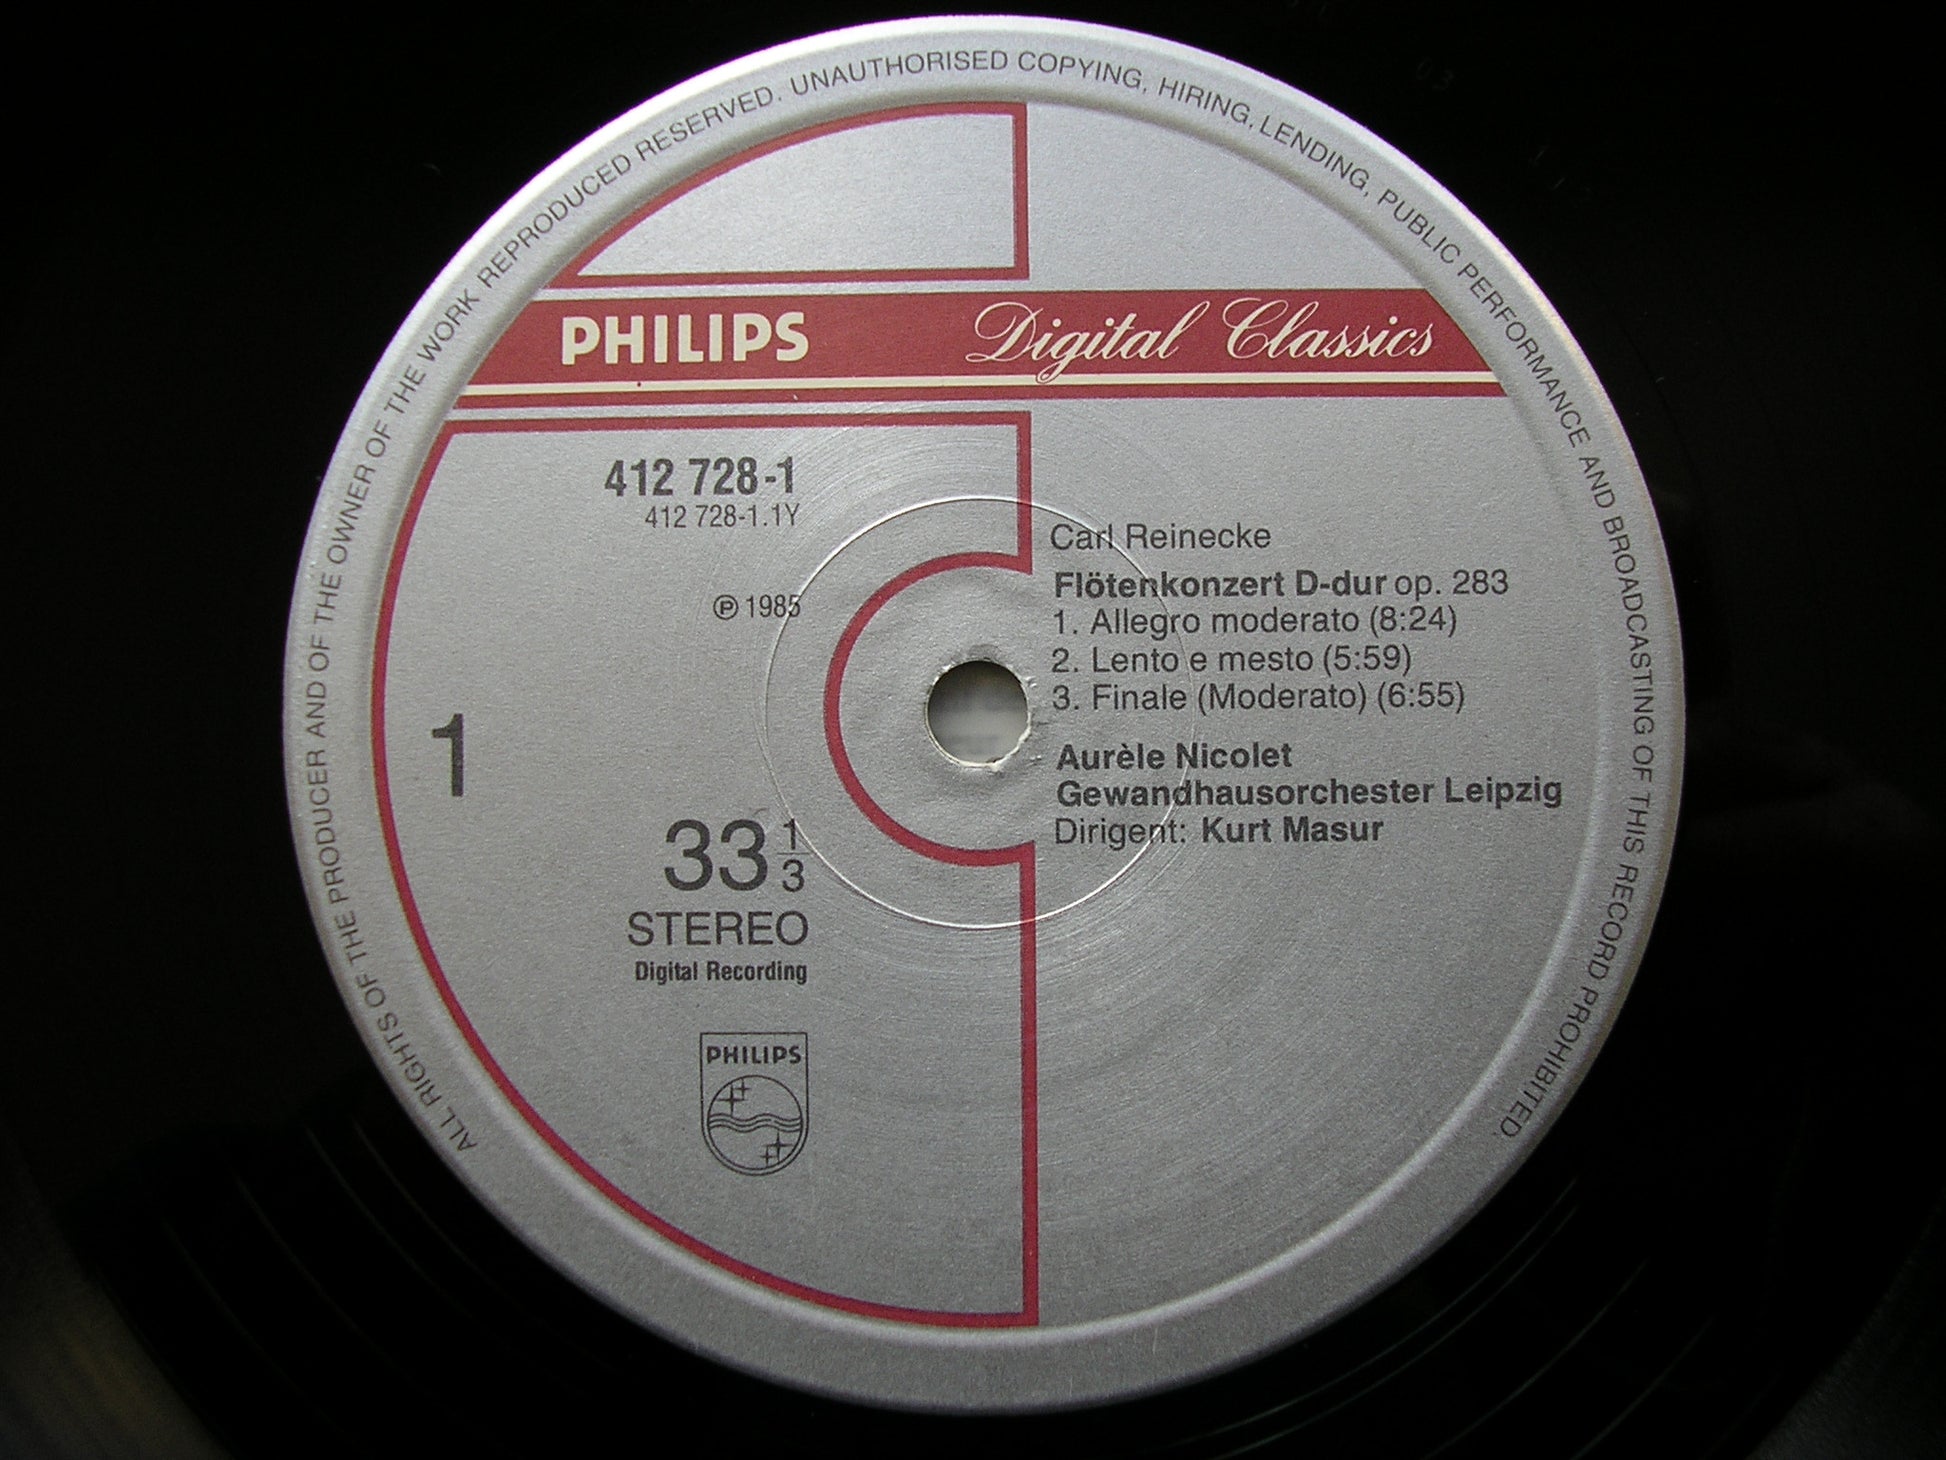 ALL RIGHTS OF THE PRODUCER AND OF THE OWNER OF THE WORK REPRODUCED RESERVED. UNAUTHORISED COPYING, HIRING, LENDING, PUBLIC PERFORMANCE AND BROADCASTING OF THIS RECORD PROHIBITED.
PHILIPS Digital Classics
412 728-1
412 728-1.1Y
℗ 1985
1
33 1/3
STEREO
Digital Recording
PHILIPS
Carl Reinecke
Flötenkonzert D-dur op. 283
1. Allegro moderato (8:24)
2. Lento e mesto (5:59)
3. Finale (Moderato) (6:55)
Aurèle Nicolet
Gewandhausorchester Leipzig
Dirigent: Kurt Masur